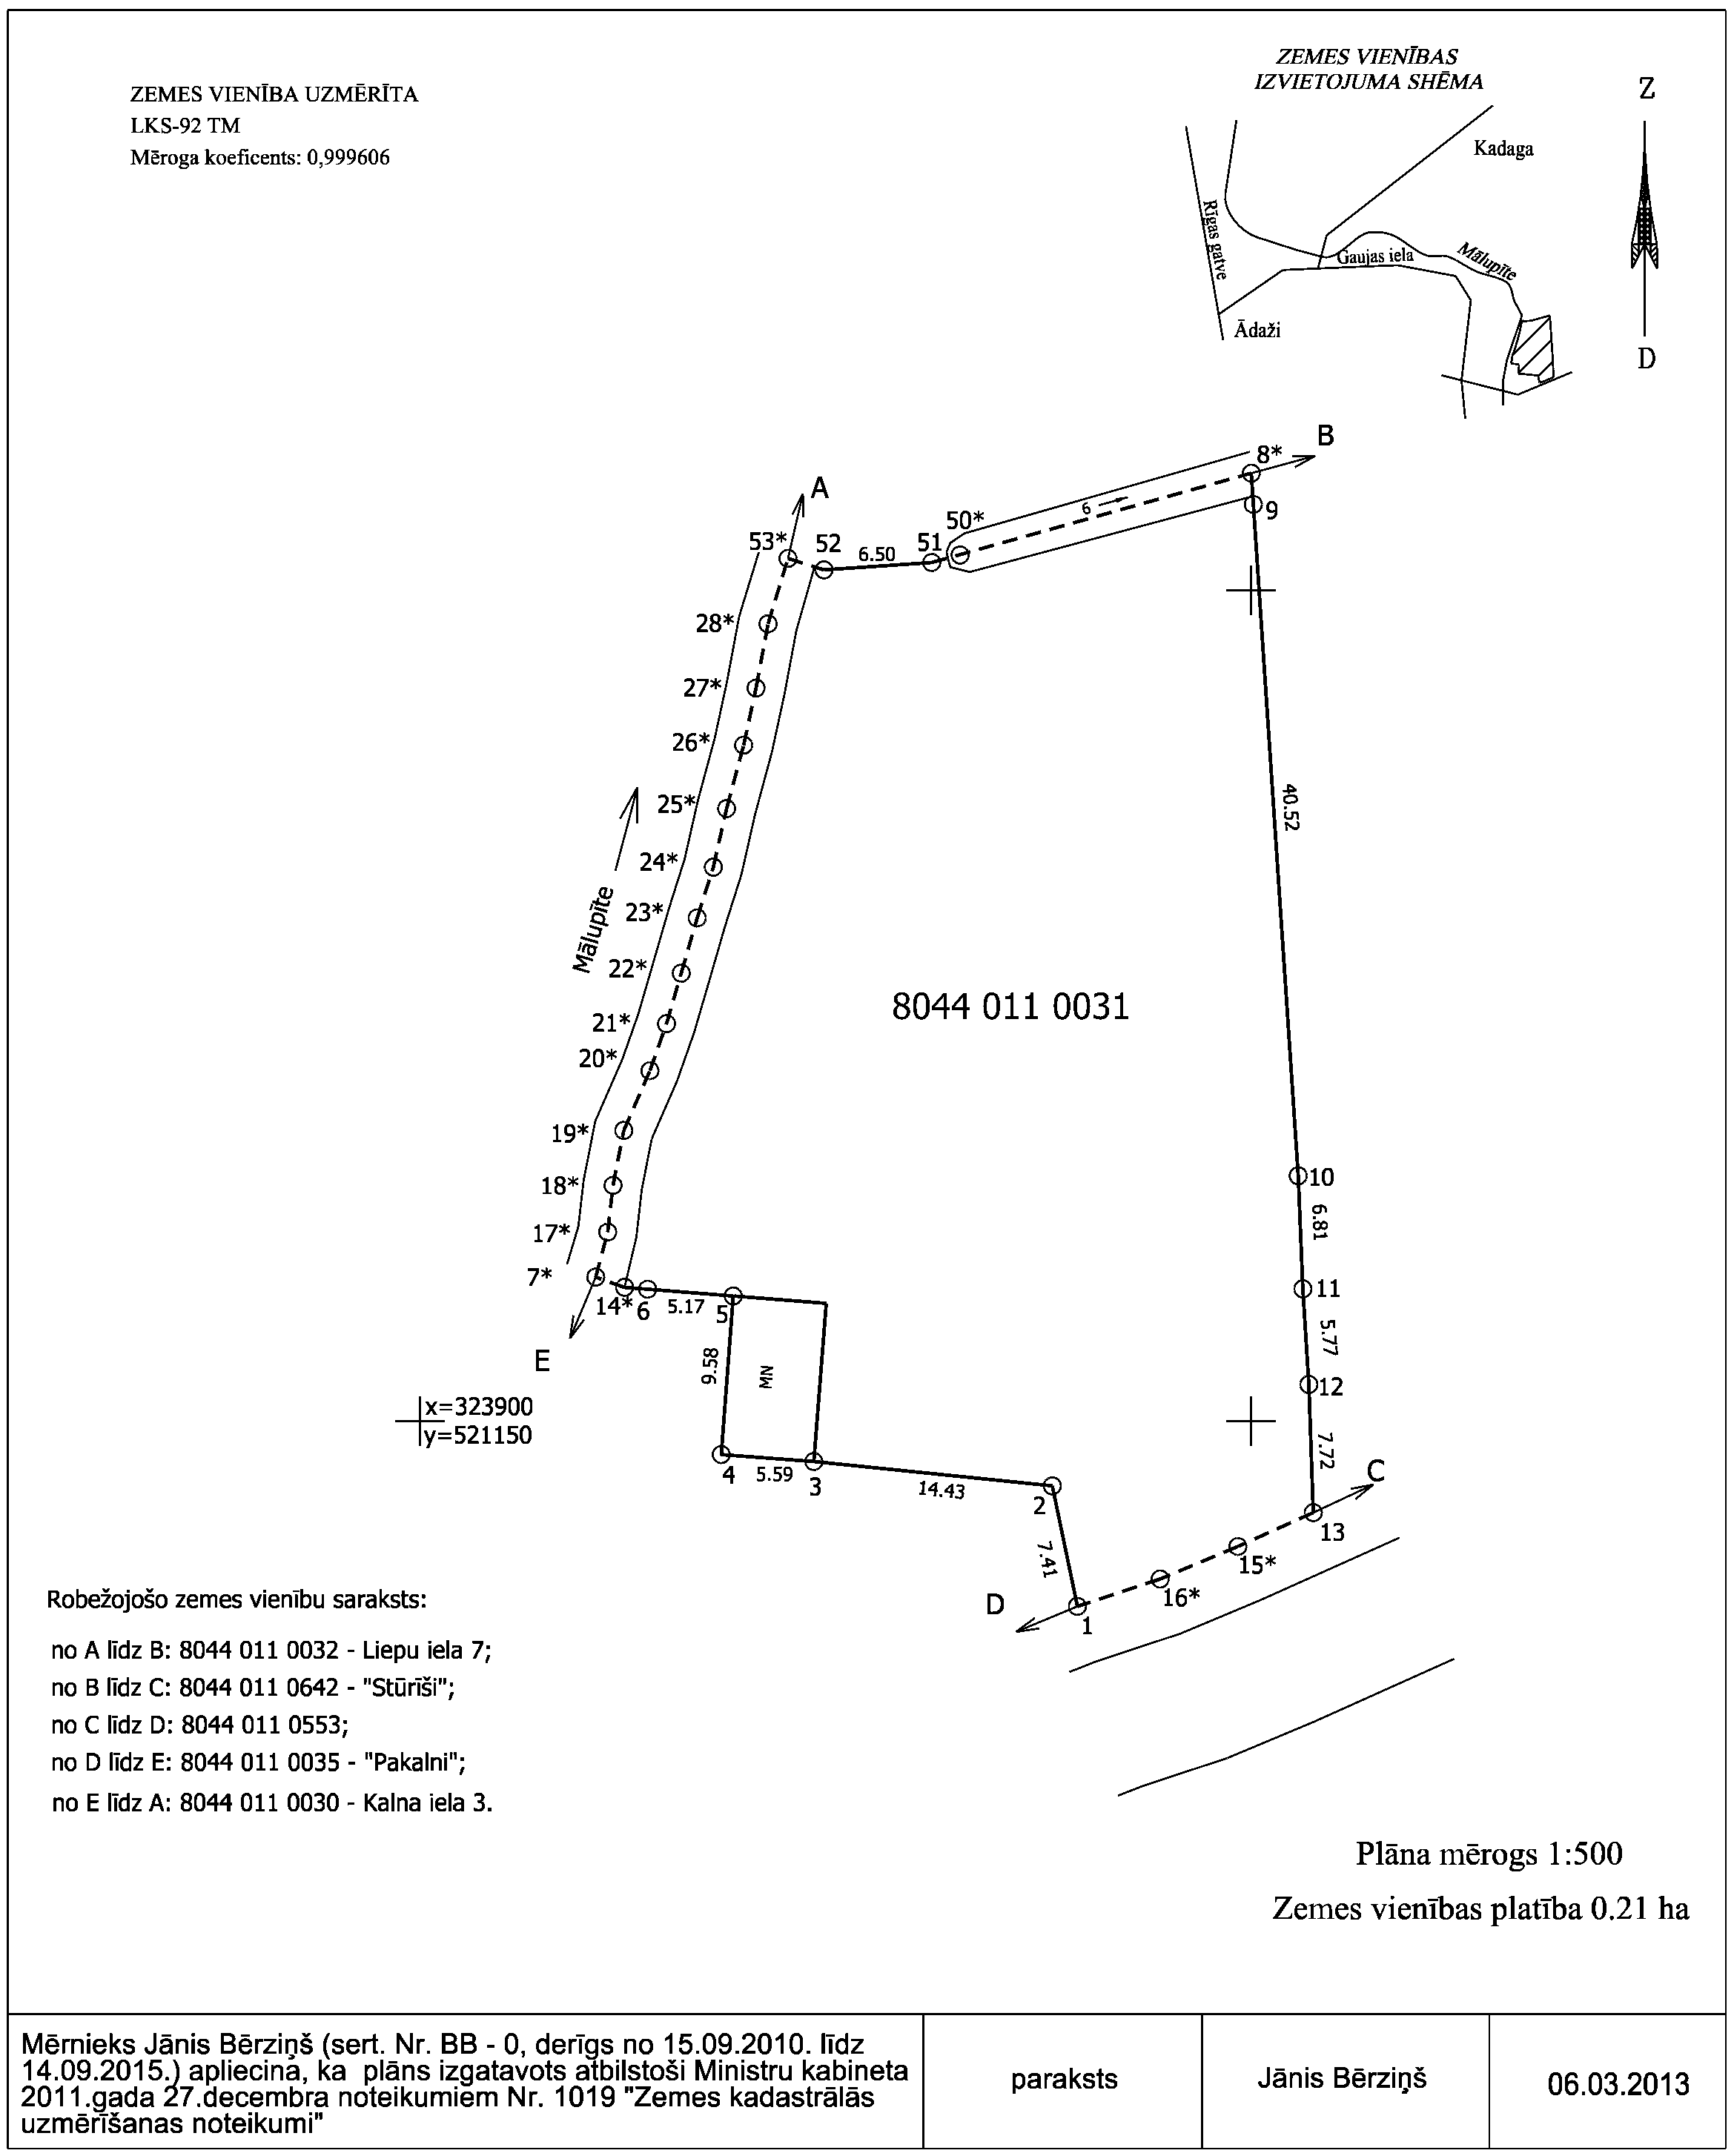 ZEMES VIENĪBA UZMĒRĪTA
LKS-92 TM
Mēroga koeficents: 0,999606
ZEMES VIENĪBAS
IZVIETOJUMA SHĒMA
Z
Kadaga
Rīgas gatve
Gaujas iela
Mālupīte
Ādaži
D
B
8*
A
50*
6
9
53*
52
6.50
51
28*
27*
26*
25*
40.52
24*
23*
Mālupīte
22*
8044 011 0031
21*
20*
19*
18*
10
17*
6.81
7*
14*
6
5.17
5
11
5.77
E
9.58
MN
12
x=323900
y=521150
7.72
4
5.59
3
14.43
2
C
13
7.41
15*
16*
D
1
Robežojošo zemes vienību saraksts:
no A līdz B: 8044 011 0032 - Liepu iela 7;
no B līdz C: 8044 011 0642 - "Stūrīši";
no C līdz D: 8044 011 0553;
no D līdz E: 8044 011 0035 - "Pakalni";
no E līdz A: 8044 011 0030 - Kalna iela 3.
Plāna mērogs 1:500
Zemes vienības platība 0.21 ha
Mērnieks Jānis Bērziņš (sert. Nr. BB - 0, derīgs no 15.09.2010. līdz
14.09.2015.) apliecina, ka plāns izgatavots atbilstoši Ministru kabineta
2011.gada 27.decembra noteikumiem Nr. 1019 "Zemes kadastrālās
uzmērīšanas noteikumi"
paraksts
Jānis Bērziņš
06.03.2013